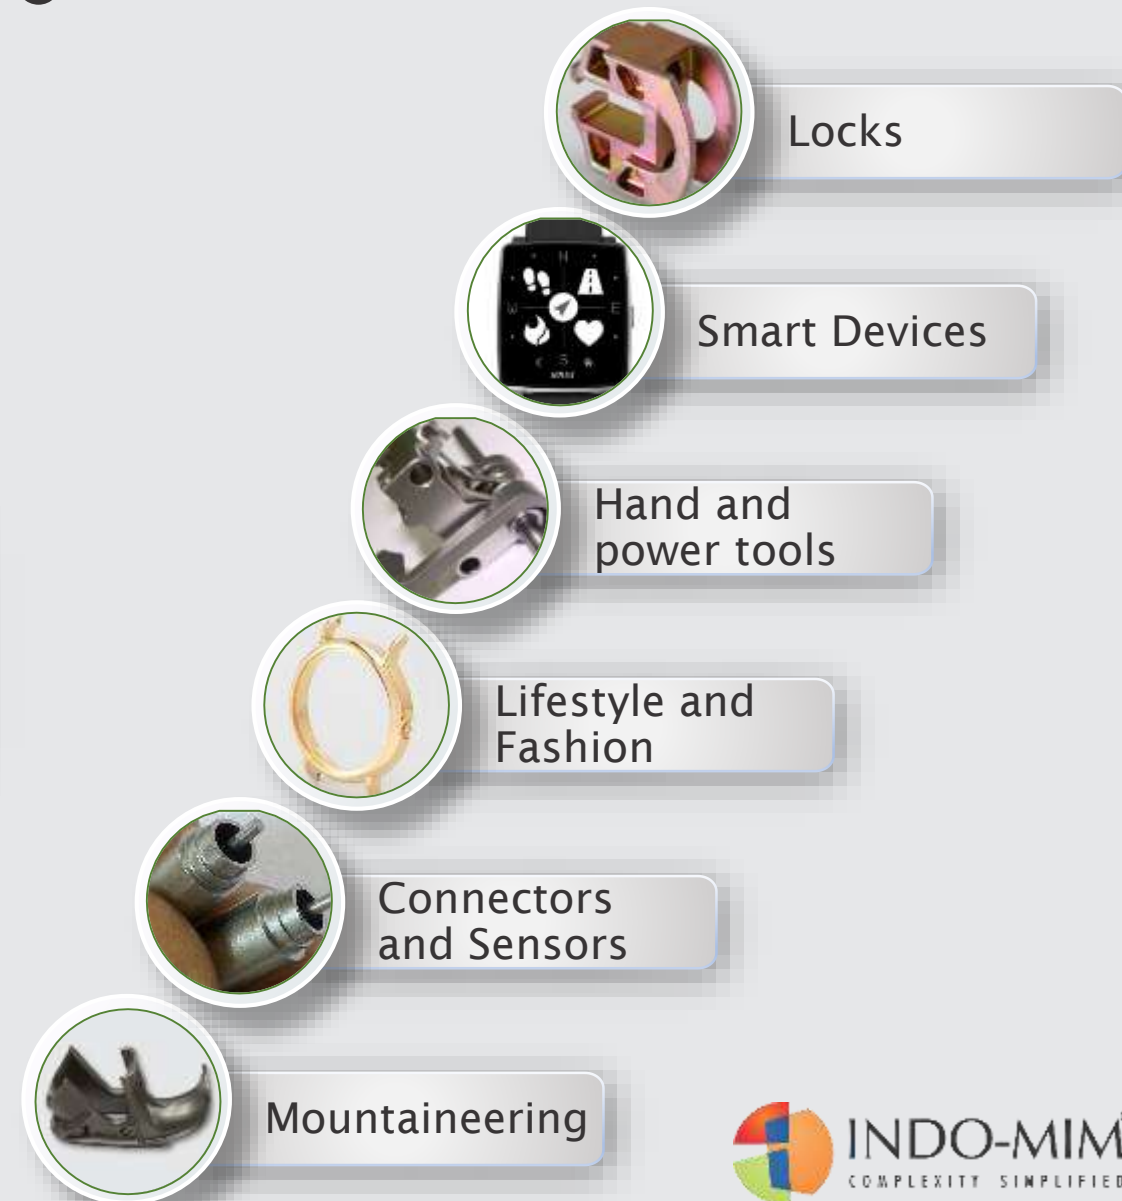 Locks
N
W
E
Smart Devices
Hand and
power tools
Lifestyle and
Fashion
Connectors
and Sensors
Mountaineering
INDO-MIM
COMPLEXITY SIMPLIFIED